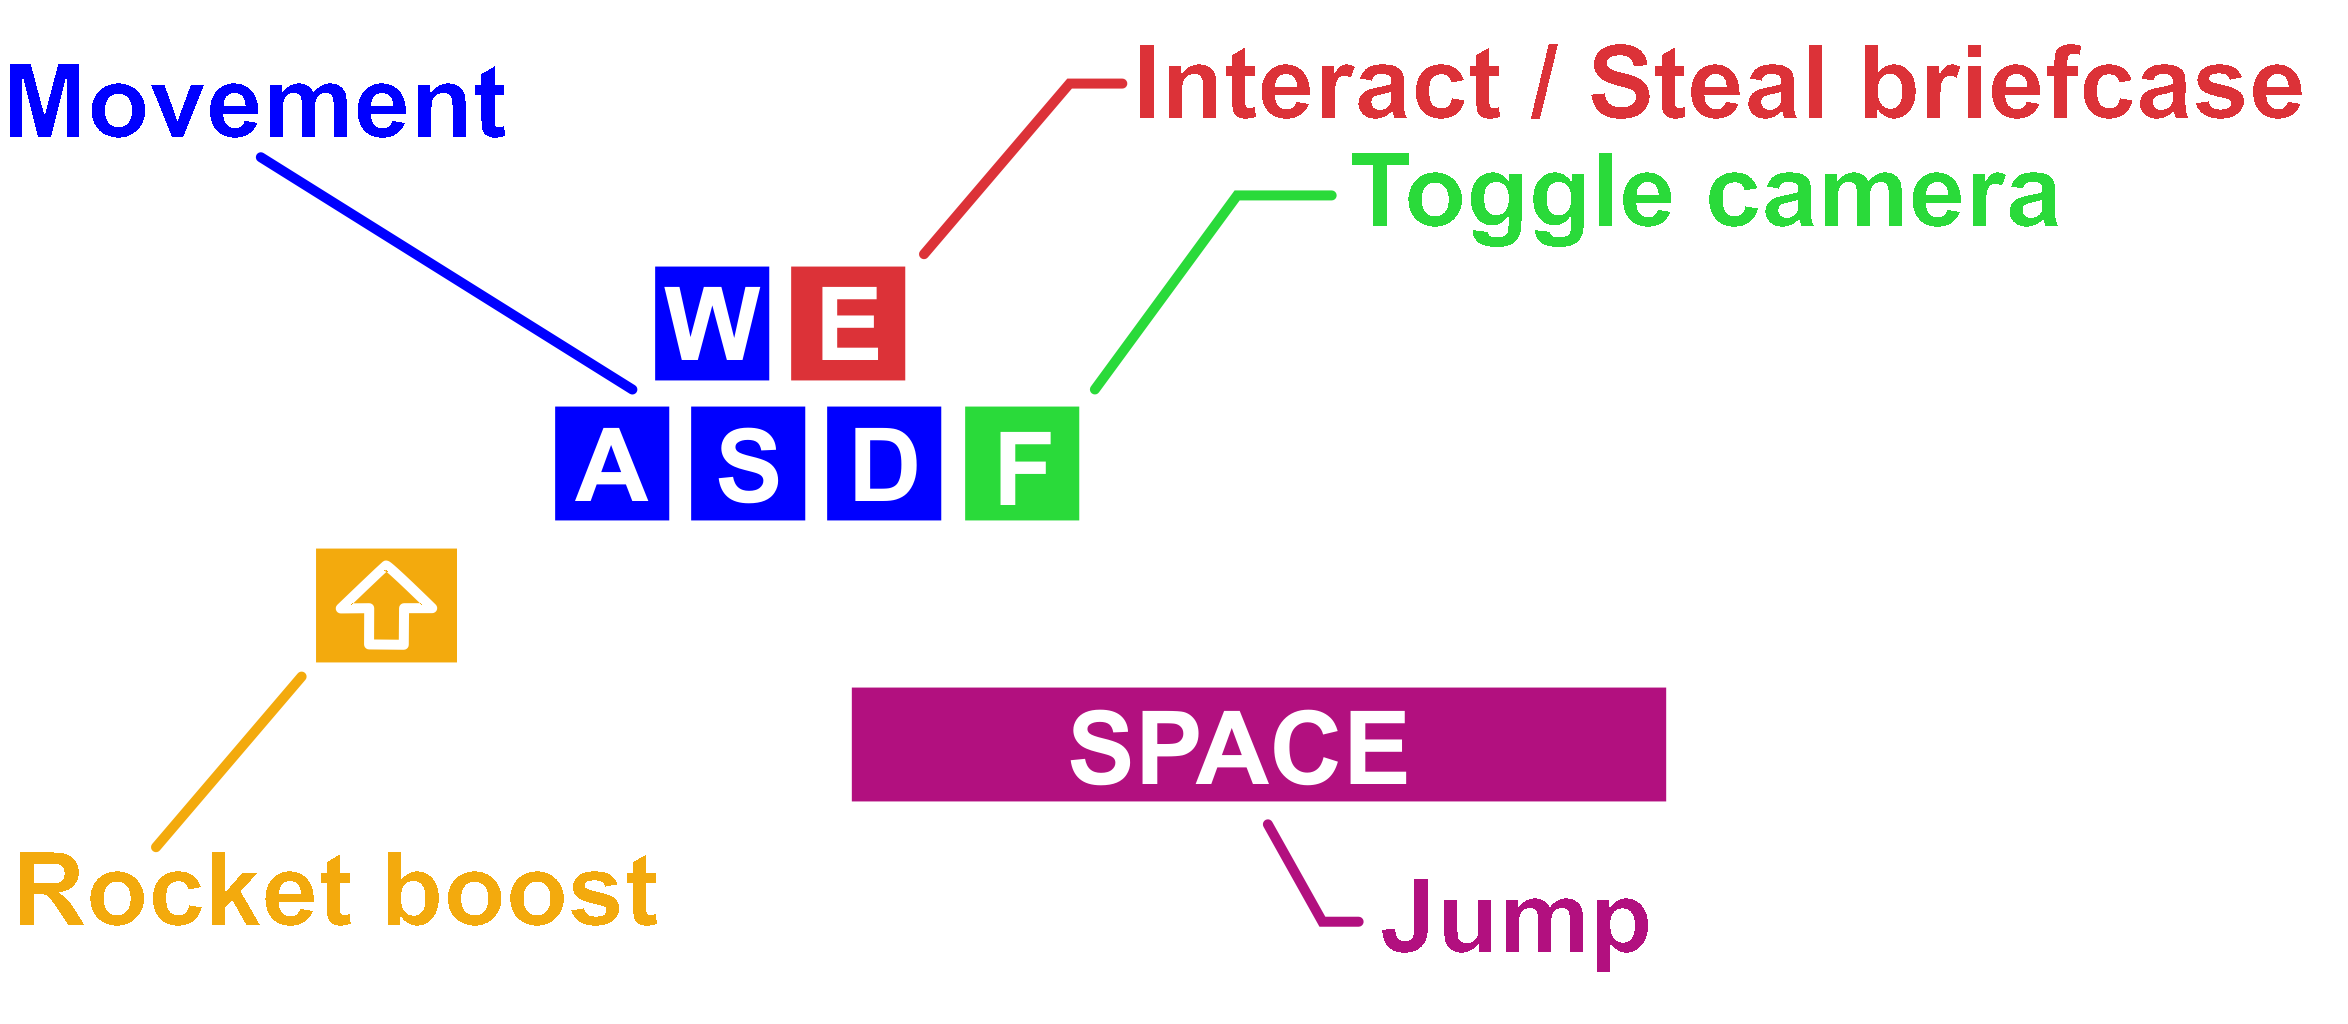 Movement
Interact / Steal briefcase
Toggle camera
W E
A S D F
SPACE
Rocket boost
Jump